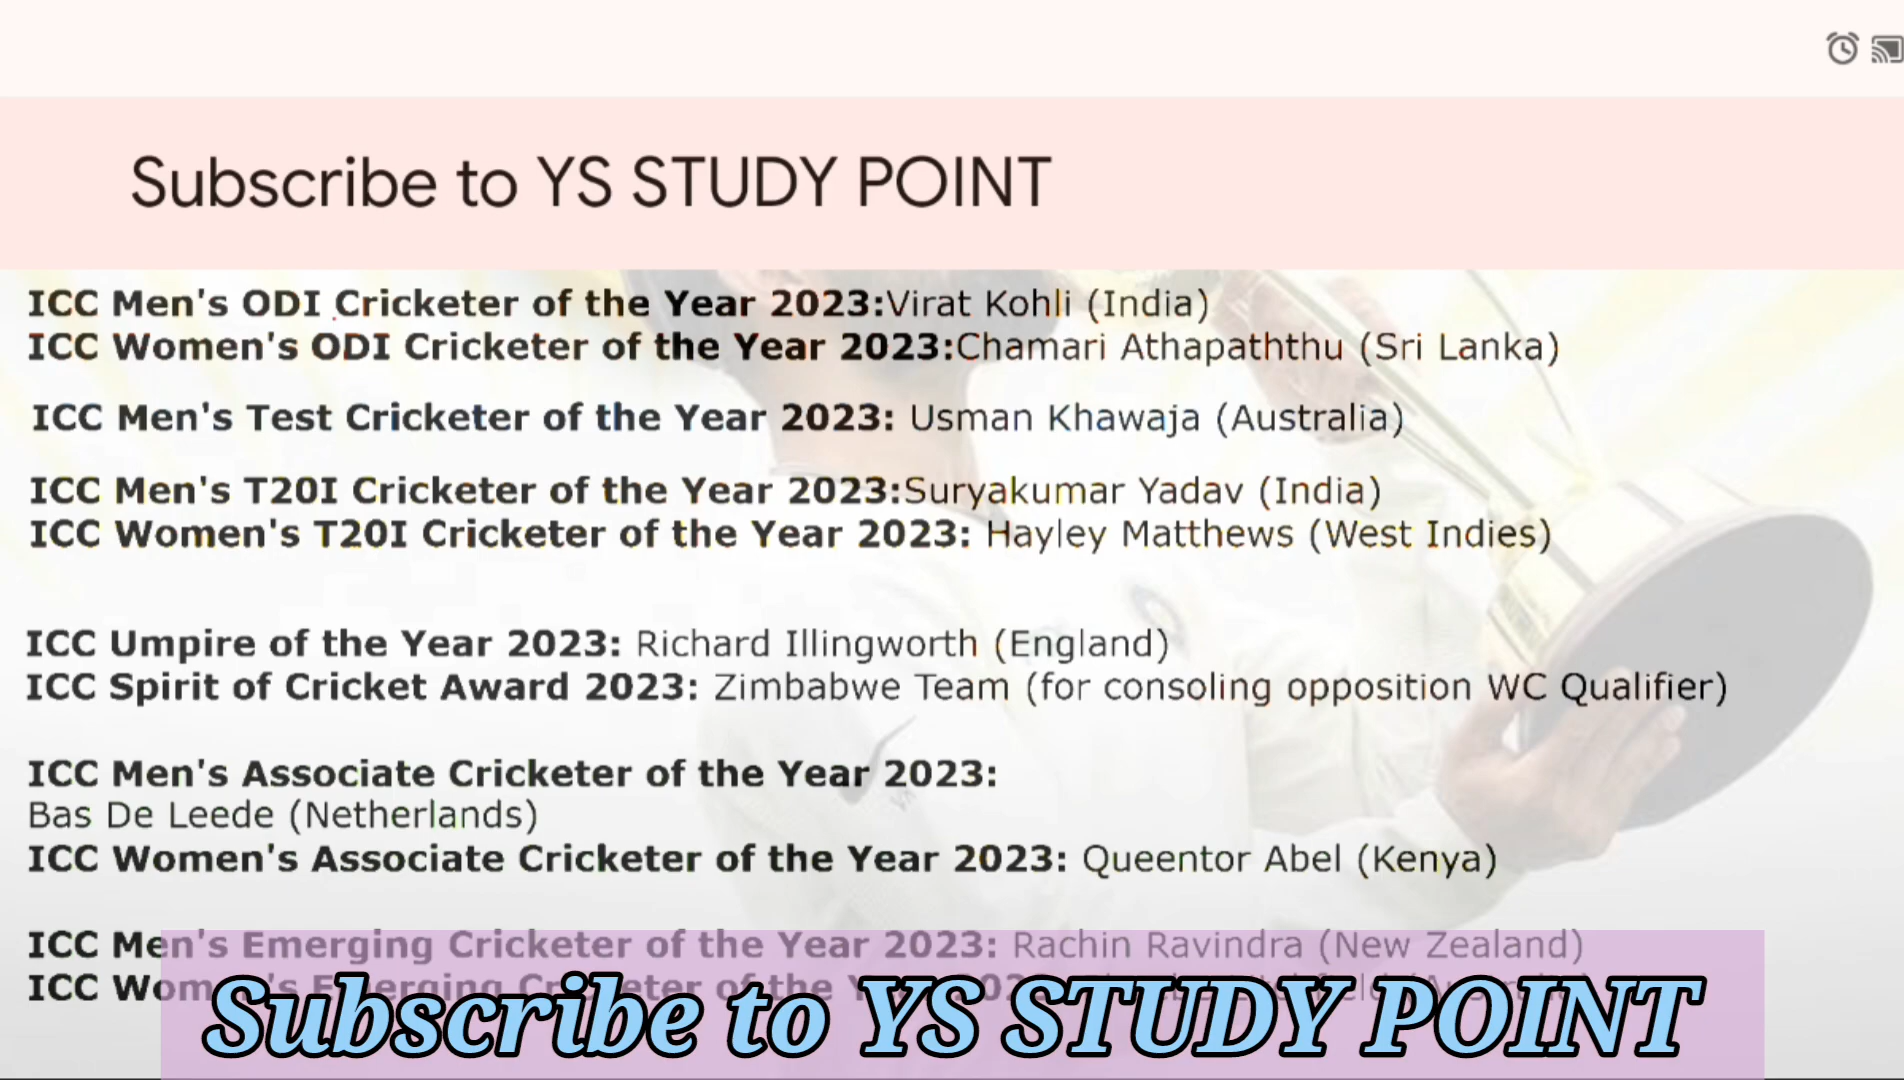 Subscribe to YS STUDY POINT
ICC Men's ODI Cricketer of the Year 2023:Virat Kohli (India)
ICC Women's ODI Cricketer of the Year 2023:Chamari Athapaththu (Sri Lanka)
ICC Men's Test Cricketer of the Year 2023: Usman Khawaja (Australia)
ICC Men's T20I Cricketer of the Year 2023:Suryakumar Yadav (India)
ICC Women's T20I Cricketer of the Year 2023: Hayley Matthews (West Indies)
ICC Umpire of the Year 2023: Richard Illingworth (England)
ICC Spirit of Cricket Award 2023: Zimbabwe Team (for consoling opposition WC Qualifier)
ICC Men's Associate Cricketer of the Year 2023:
Bas De Leede (Netherlands)
ICC Women's Associate Cricketer of the Year 2023: Queentor Abel (Kenya)
ICC Men's Emerging Cricketer of the Year 2023: Rachin Ravindra (New Zealand)
ICC Women's Emerging Cricketer of the
Subscribe to YS STUDY POINT